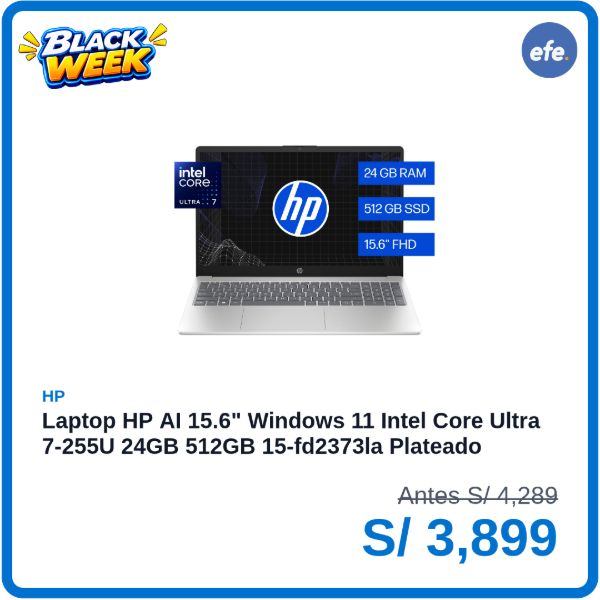 BLACK
WEEK
efe.
intel
CORE
ULTRA 7
hp
24 GB RAM
512 GB SSD
15.6" FHD
HP
Laptop HP AI 15.6" Windows 11 Intel Core Ultra
7-255U 24GB 512GB 15-fd2373la Plateado
Antes S/ 4,289
S/ 3,899